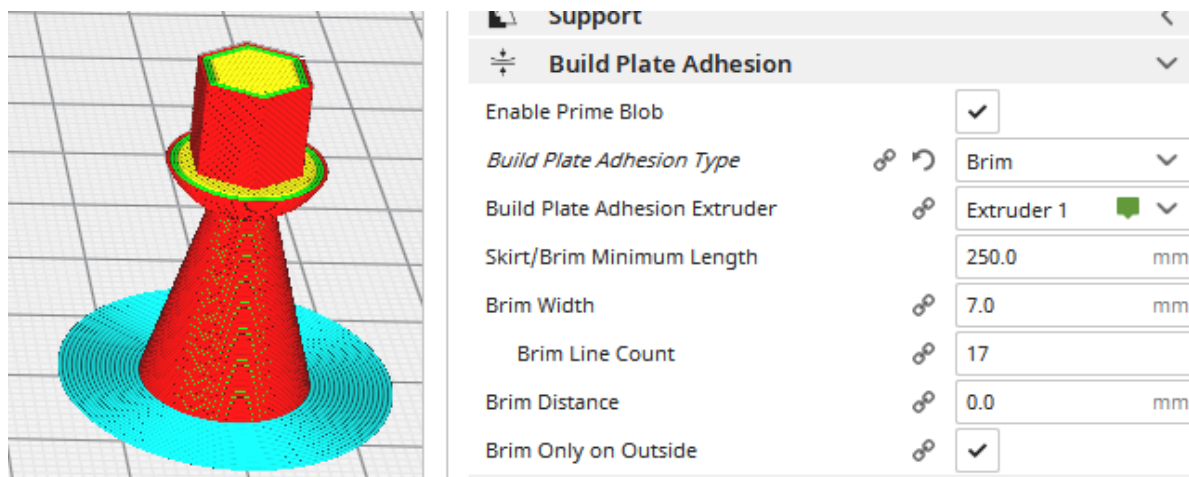 Support
Build Plate Adhesion
Enable Prime Blob
Build Plate Adhesion Type Brim
Build Plate Adhesion Extruder Extruder 1
Skirt/Brim Minimum Length 250.0 mm
Brim Width 7.0 mm
Brim Line Count 17
Brim Distance 0.0 mm
Brim Only on Outside